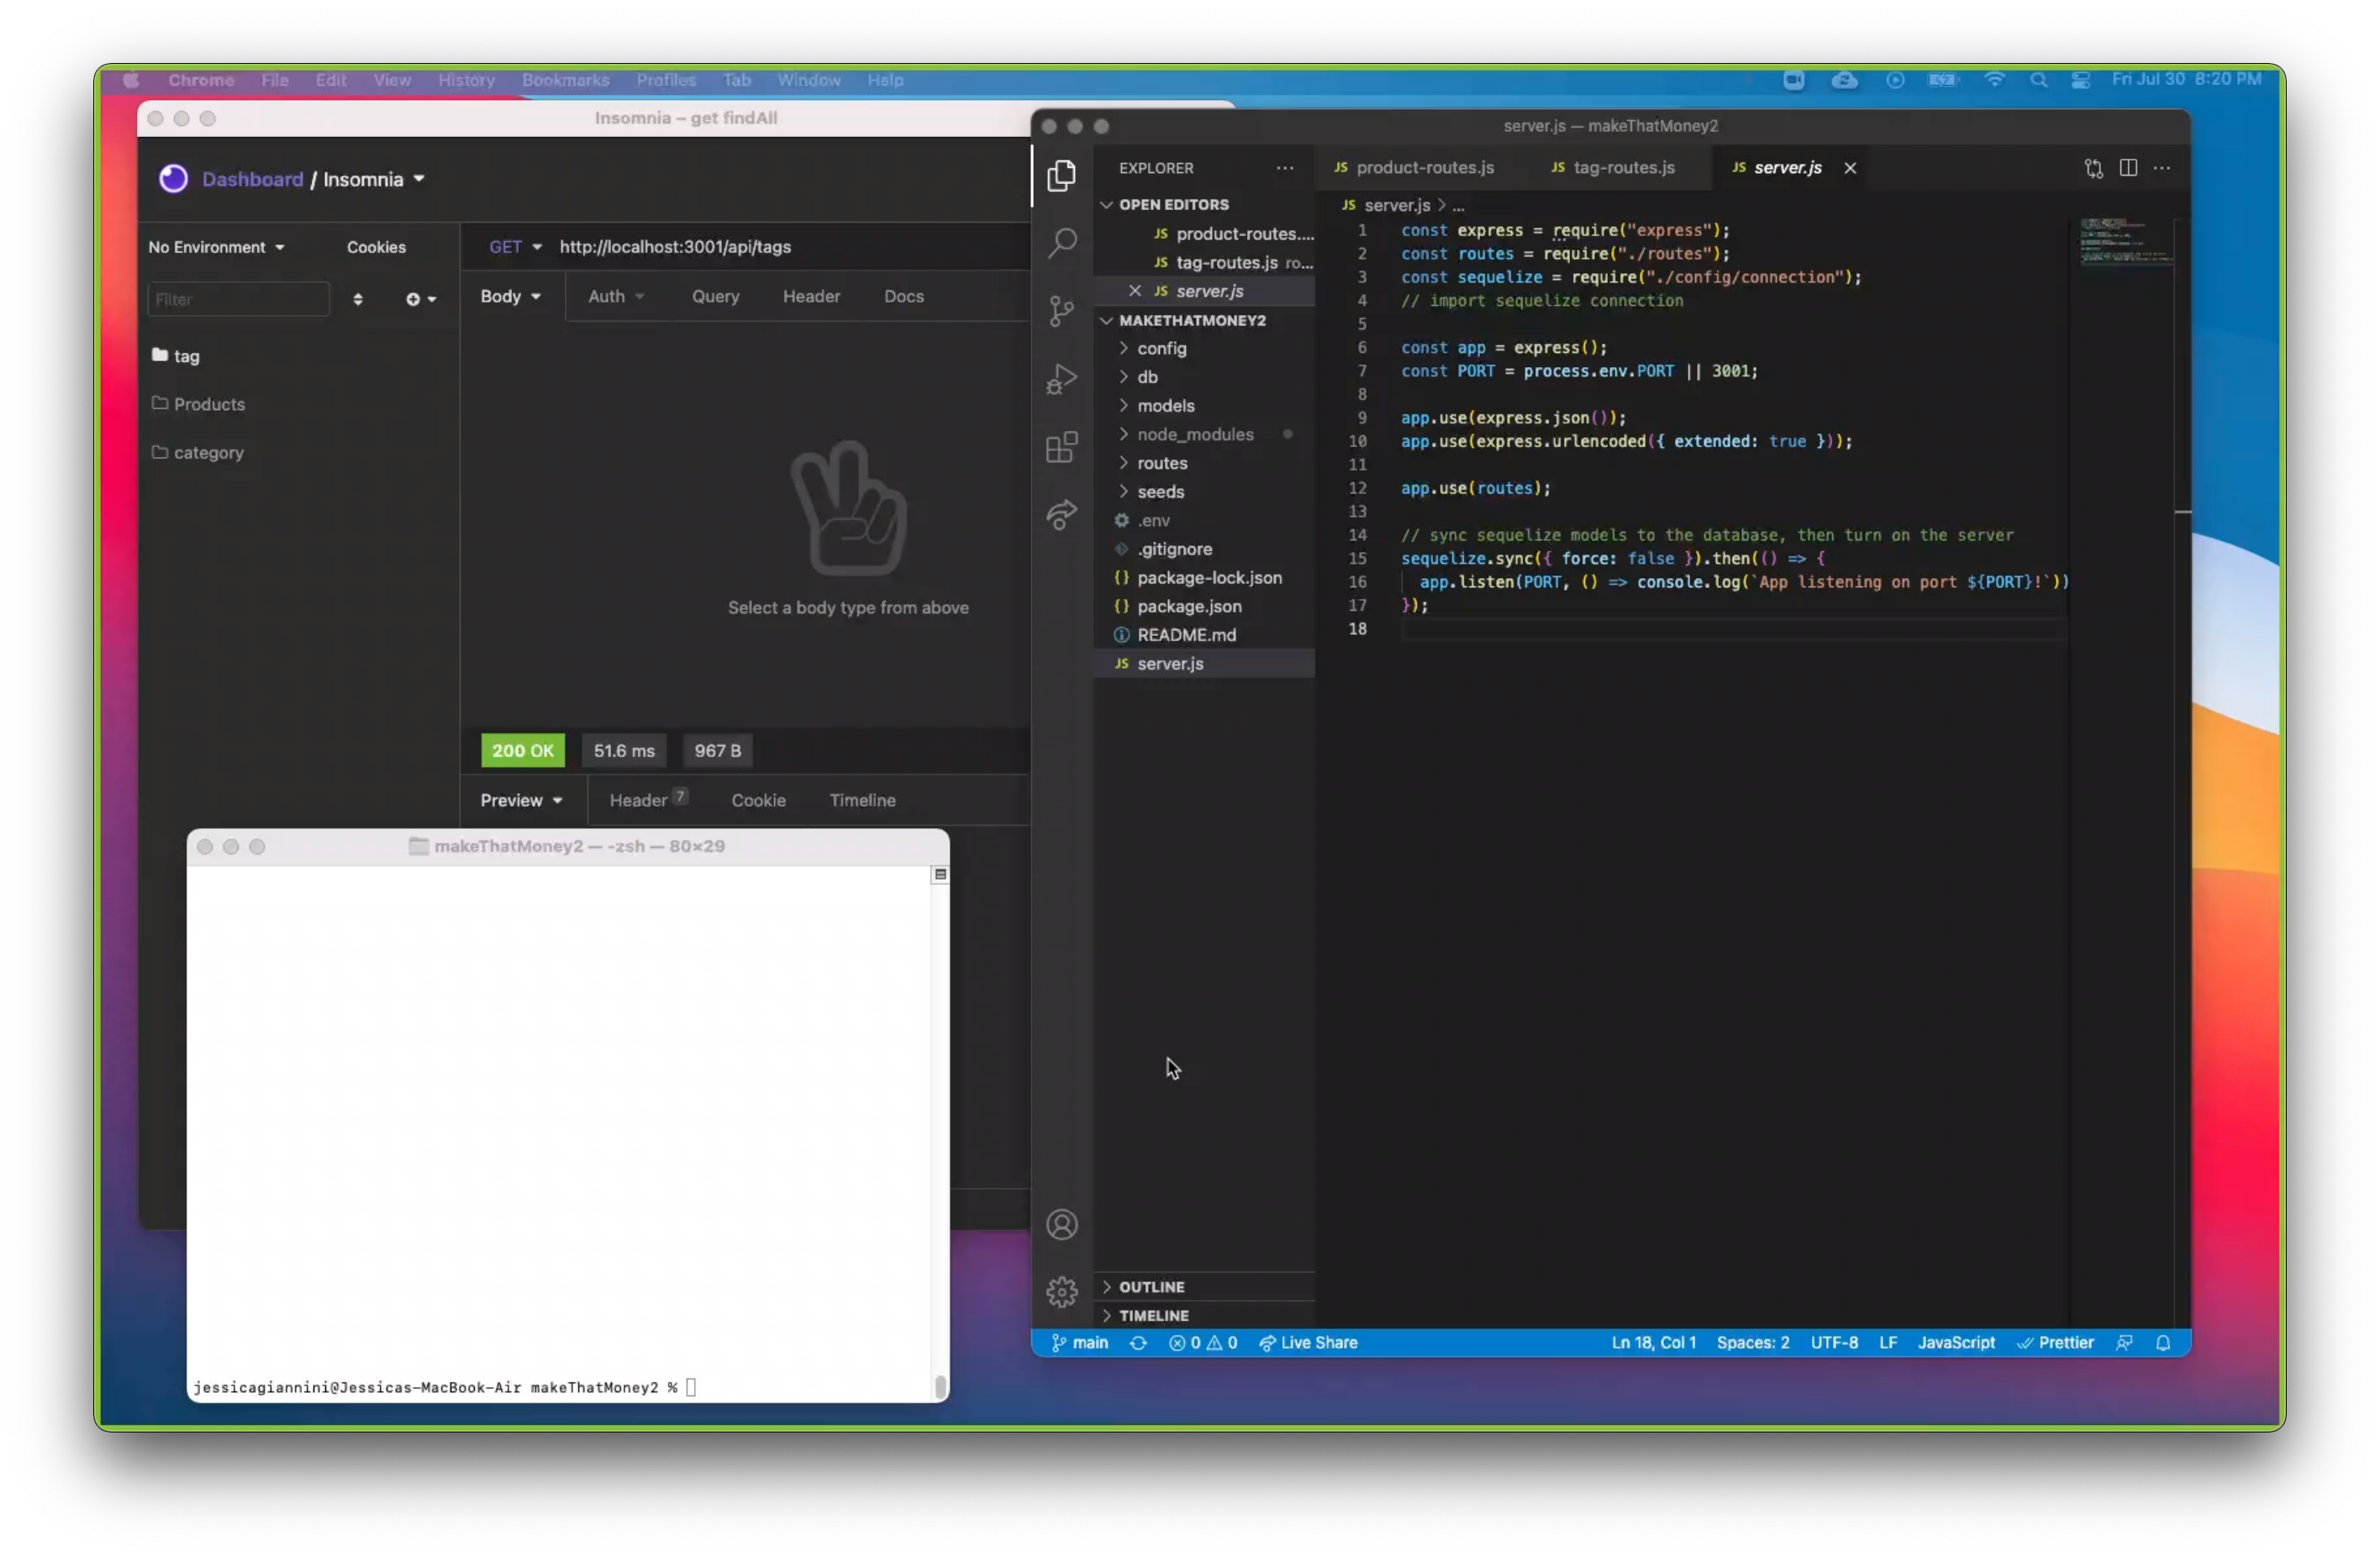 Chrome File Edit View History Bookmarks Profiles Tab Window Help
Fri Jul 30 8:20 PM
Insomnia – get findAll
Dashboard / Insomnia
No Environment
Cookies
GET http://localhost:3001/api/tags
Filter
Body Auth Query Header Docs
tag
Products
category
Select a body type from above
200 OK 51.6 ms 967 B
Preview Header 7 Cookie Timeline
makeThatMoney2 — -zsh — 80×29
jessicagiannini@Jessicas-MacBook-Air makeThatMoney2 %
server.js — makeThatMoney2
EXPLORER ...
JS product-routes.js JS tag-routes.js JS server.js
OPEN EDITORS
JS product-routes....
JS tag-routes.js ro...
JS server.js
MAKETHATMONEY2
config
db
models
node_modules
routes
seeds
.env
.gitignore
{} package-lock.json
{} package.json
README.md
JS server.js
OUTLINE
TIMELINE
JS server.js > ...
1 const express = require("express");
2 const routes = require("./routes");
3 const sequelize = require("./config/connection");
4 // import sequelize connection
5
6 const app = express();
7 const PORT = process.env.PORT || 3001;
8
9 app.use(express.json());
10 app.use(express.urlencoded({ extended: true }));
11
12 app.use(routes);
13
14 // sync sequelize models to the database, then turn on the server
15 sequelize.sync({ force: false }).then(() => {
16 app.listen(PORT, () => console.log(`App listening on port ${PORT}!`))
17 });
18
main 0 0 Live Share Ln 18, Col 1 Spaces: 2 UTF-8 LF JavaScript Prettier